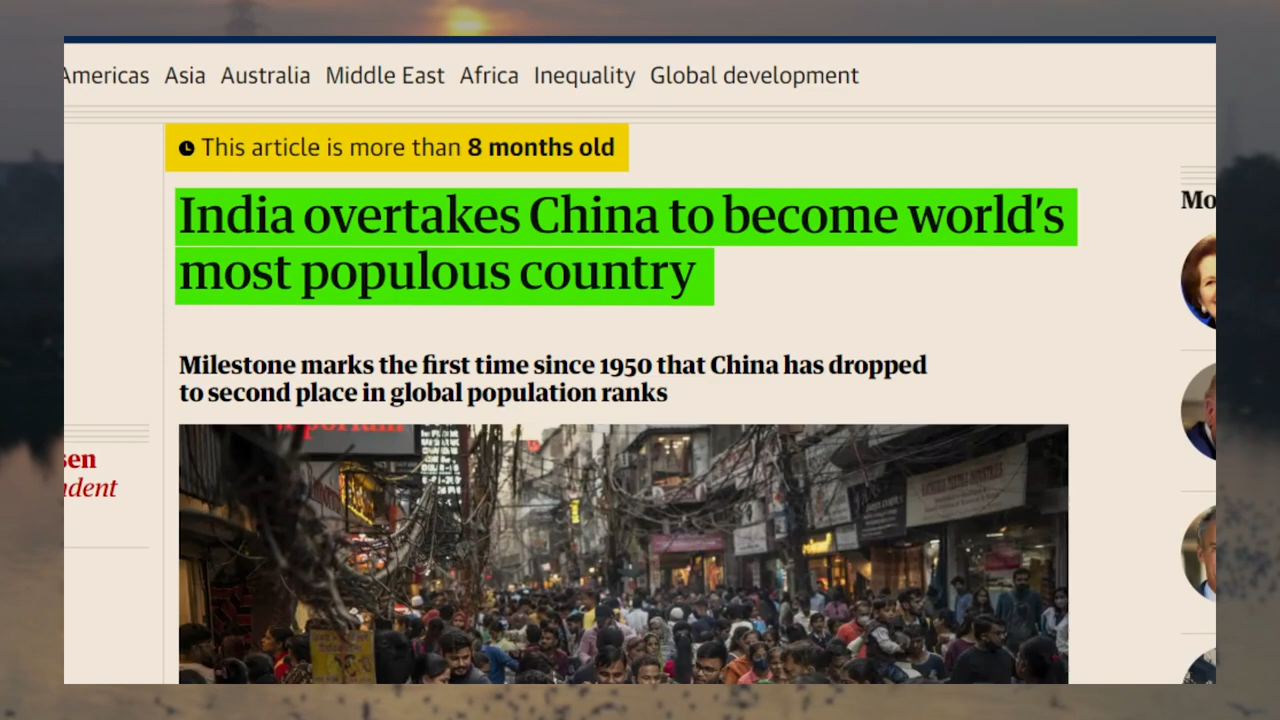 Americas Asia Australia Middle East Africa Inequality Global development
This article is more than 8 months old
India overtakes China to become world's
most populous country
Mo
Milestone marks the first time since 1950 that China has dropped
to second place in global population ranks
sen
ndent